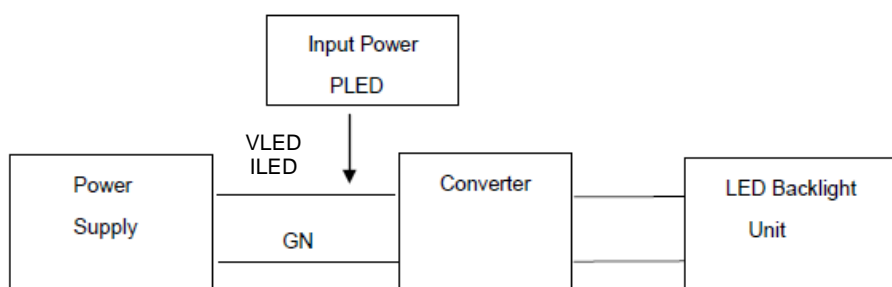 Input Power
PLED
VLED
ILED
Power
Supply
GN
Converter
LED Backlight
Unit